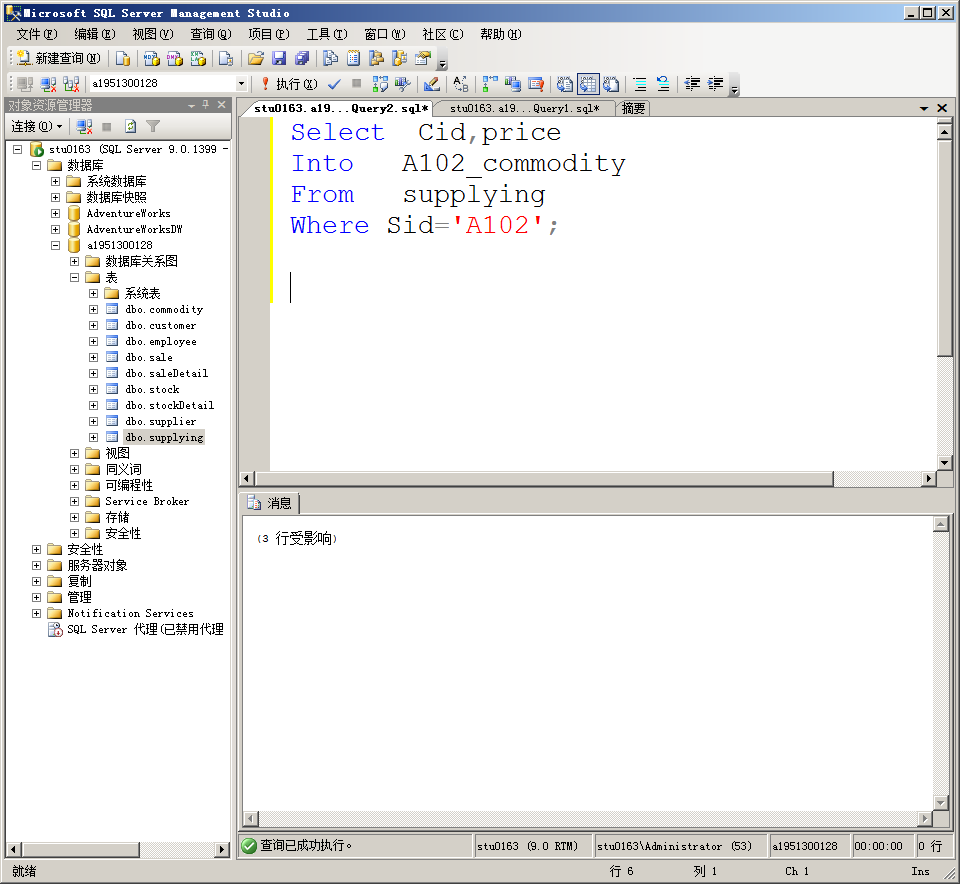 Microsoft SQL Server Management Studio
文件(F) 编辑(E) 视图(V) 查询(Q) 项目(P) 工具(T) 窗口(W) 社区(C) 帮助(H)
新建查询(N)
a1951300128 执行(X)
对象资源管理器
连接(O)
stu0163 (SQL Server 9.0.1399 -
数据库
系统数据库
数据库快照
AdventureWorks
AdventureWorksDW
a1951300128
数据库关系图
表
系统表
dbo.commodity
dbo.customer
dbo.employee
dbo.sale
dbo.saleDetail
dbo.stock
dbo.stockDetail
dbo.supplier
dbo.supplying
视图
同义词
可编程性
Service Broker
存储
安全性
安全性
服务器对象
复制
管理
Notification Services
SQL Server 代理(已禁用代理
stu0163.a19...Query2.sql* stu0163.a19...Query1.sql* 摘要
Select Cid,price
Into A102_commodity
From supplying
Where Sid='A102';
消息
(3 行受影响)
查询已成功执行。 stu0163 (9.0 RTM) stu0163\Administrator (53) a1951300128 00:00:00 0 行
就绪 行 6 列 1 Ch 1 Ins